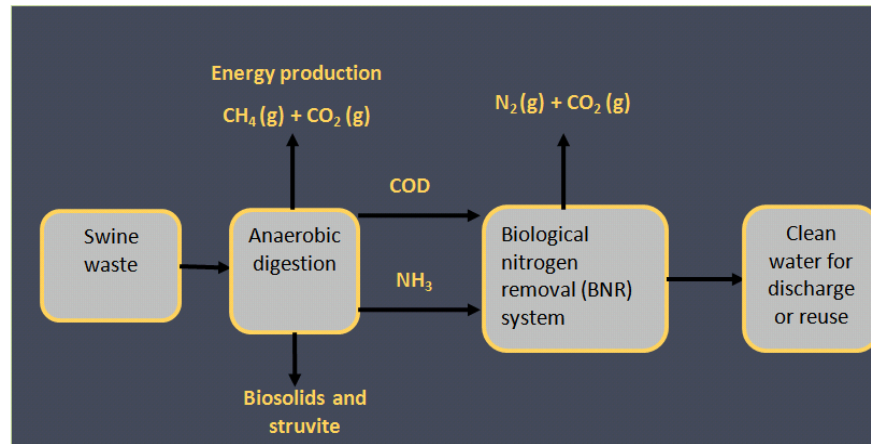 Energy production
CH₄ (g) + CO₂ (g)
N₂ (g) + CO₂ (g)
COD
Swine
waste
Anaerobic
digestion
NH₃
Biological
nitrogen
removal (BNR)
system
Clean
water for
discharge
or reuse
Biosolids and
struvite